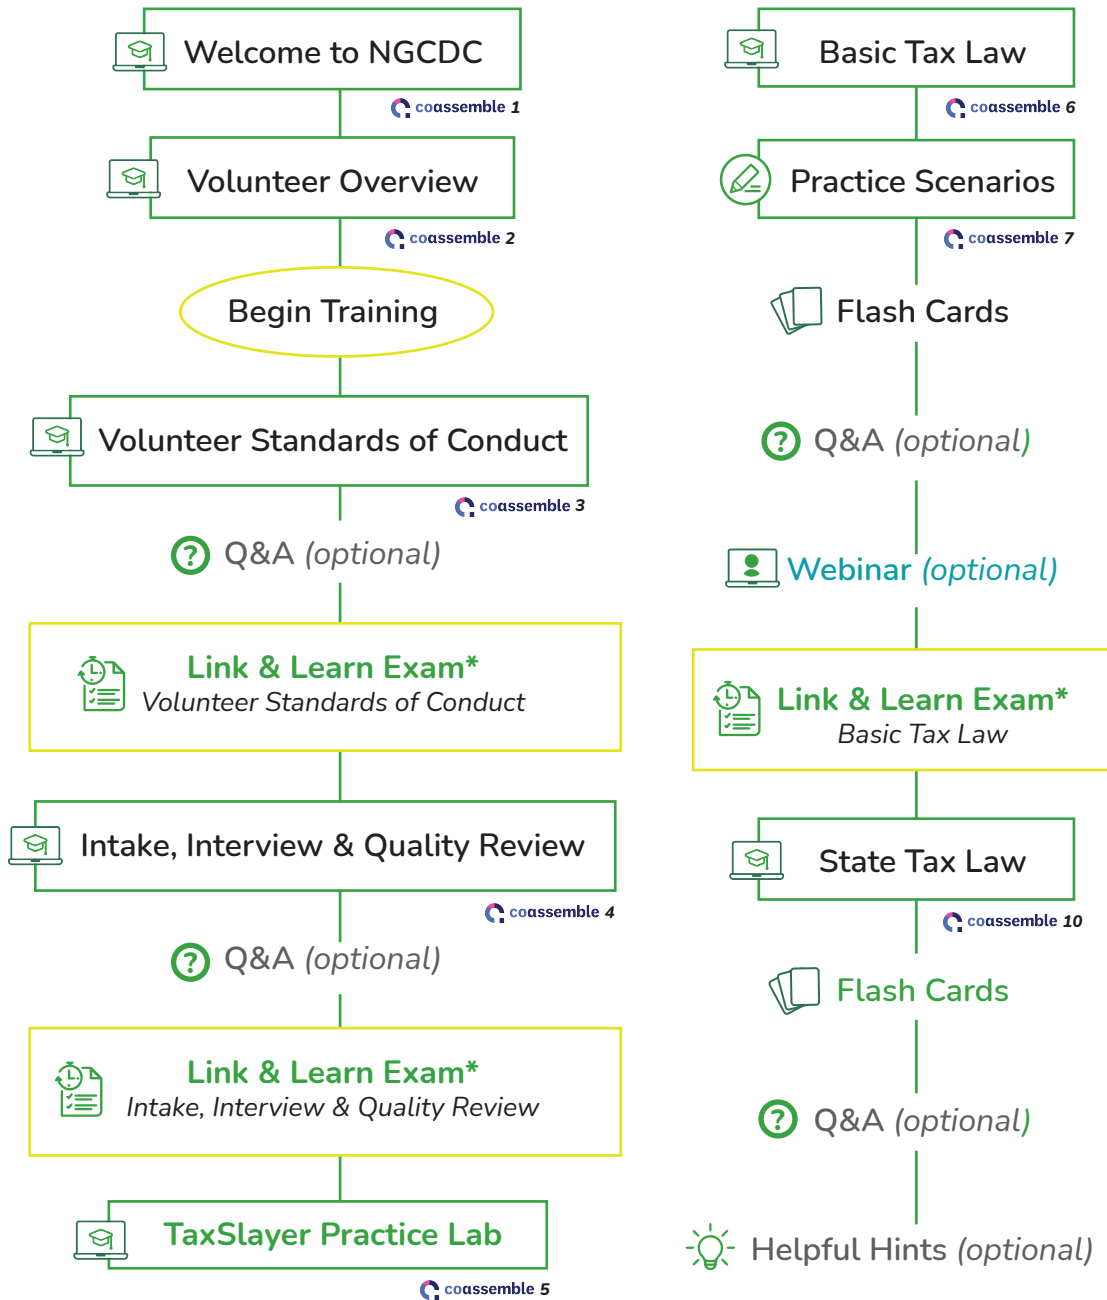 Welcome to NGCDC
coassemble 1
Volunteer Overview
coassemble 2
Begin Training
Volunteer Standards of Conduct
coassemble 3
Q&A (optional)
Link & Learn Exam*
Volunteer Standards of Conduct
Intake, Interview & Quality Review
coassemble 4
Q&A (optional)
Link & Learn Exam*
Intake, Interview & Quality Review
TaxSlayer Practice Lab
coassemble 5
Basic Tax Law
coassemble 6
Practice Scenarios
coassemble 7
Flash Cards
Q&A (optional)
Webinar (optional)
Link & Learn Exam*
Basic Tax Law
State Tax Law
coassemble 10
Flash Cards
Q&A (optional)
Helpful Hints (optional)